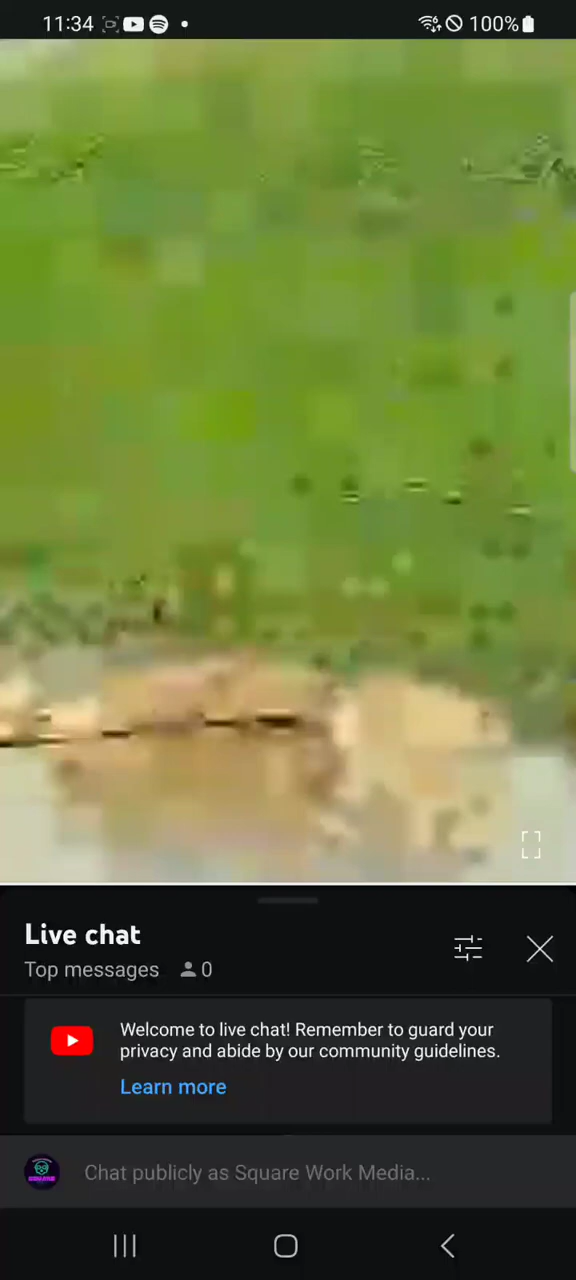 11:34
100%
Live chat
Top messages 0
Welcome to live chat! Remember to guard your
privacy and abide by our community guidelines.
Learn more
Chat publicly as Square Work Media...